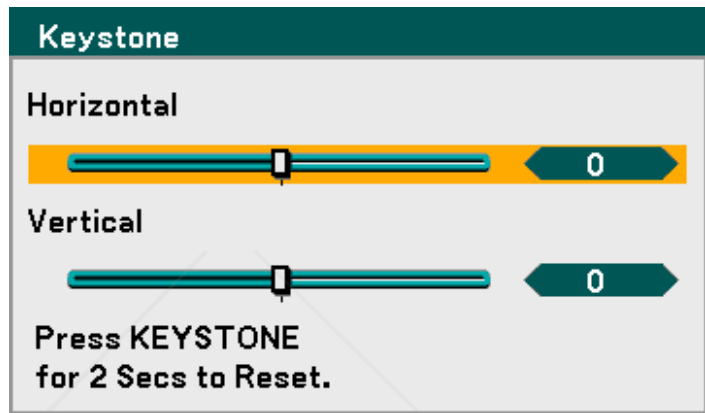 Keystone
Horizontal
0
Vertical
0
Press KEYSTONE
for 2 Secs to Reset.